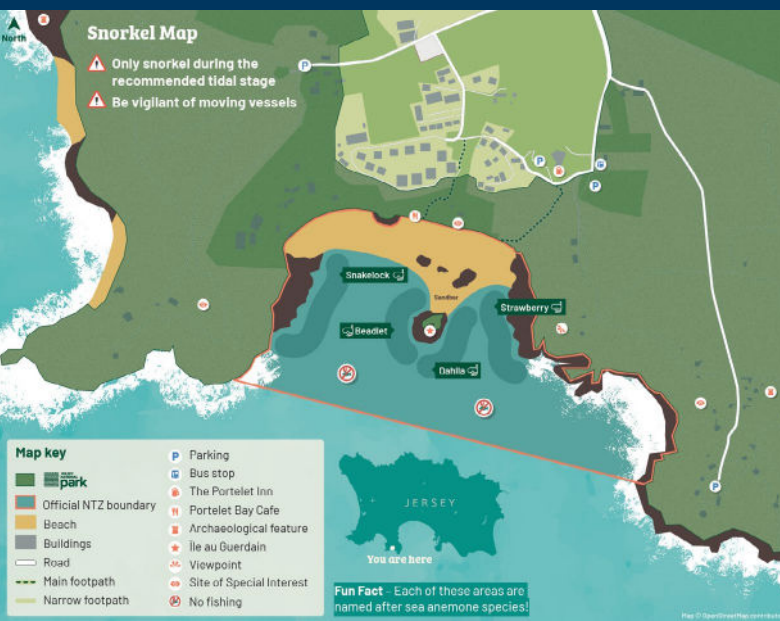 North
Snorkel Map
Only snorkel during the
recommended tidal stage
Be vigilant of moving vessels
P
P
P
Snakelock
Sandbar
Strawberry
Beadlet
Dahlia
P
Map key
park
Official NTZ boundary
Beach
Buildings
Road
Main footpath
Narrow footpath
P Parking
Bus stop
The Portelet Inn
Portelet Bay Cafe
Archaeological feature
Île au Guerdain
Viewpoint
Site of Special Interest
No fishing
JERSEY
You are here
Fun Fact – Each of these areas are
named after sea anemone species!
Map © OpenStreetMap contributors